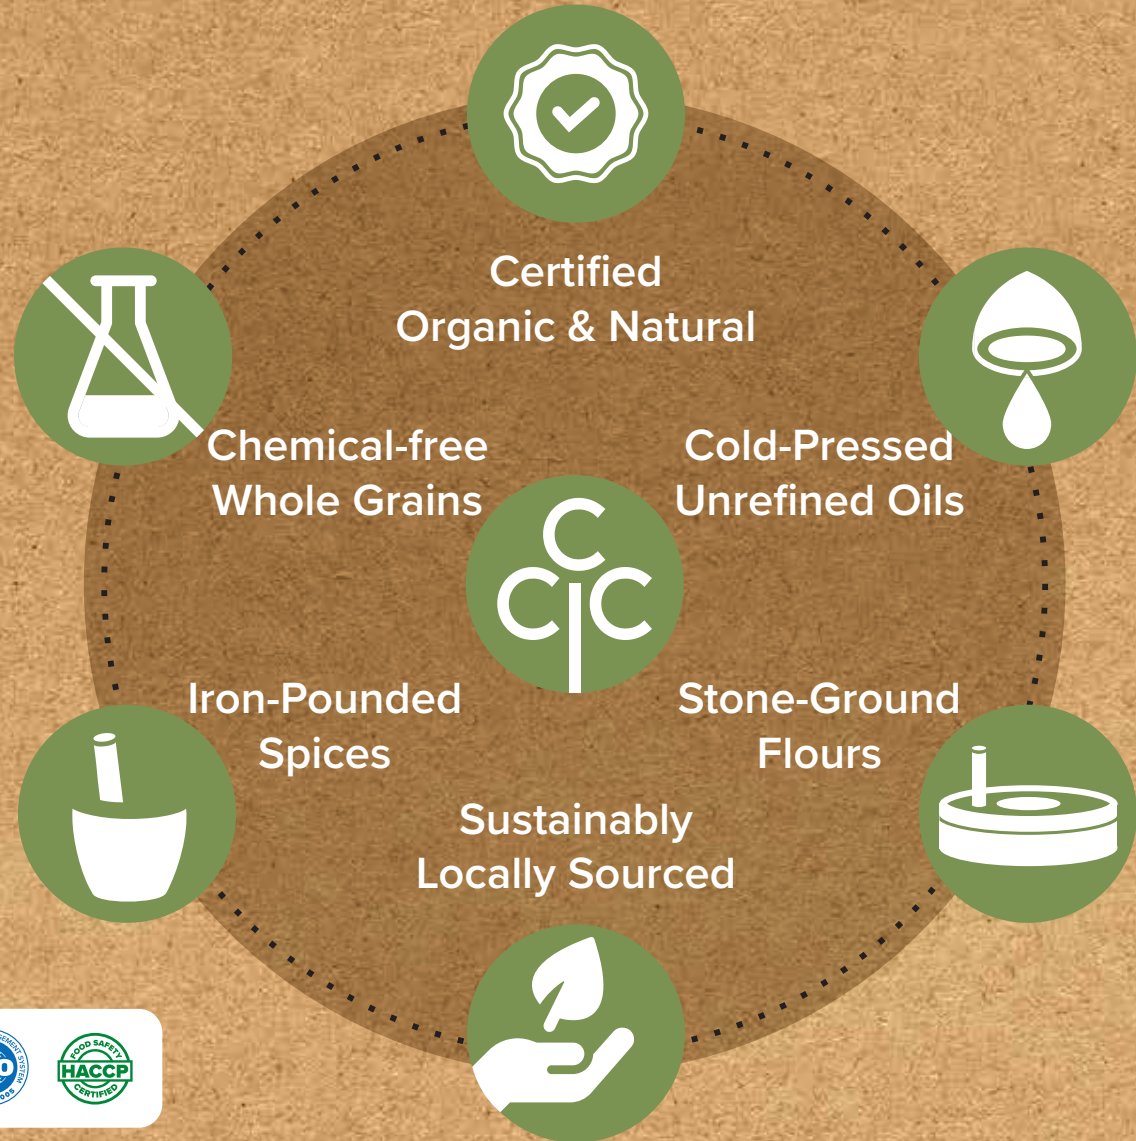 Certified
Organic & Natural
Chemical-free
Whole Grains
Cold-Pressed
Unrefined Oils
C
C C
Iron-Pounded
Spices
Stone-Ground
Flours
Sustainably
Locally Sourced
FOOD SAFETY
HACCP
CERTIFIED